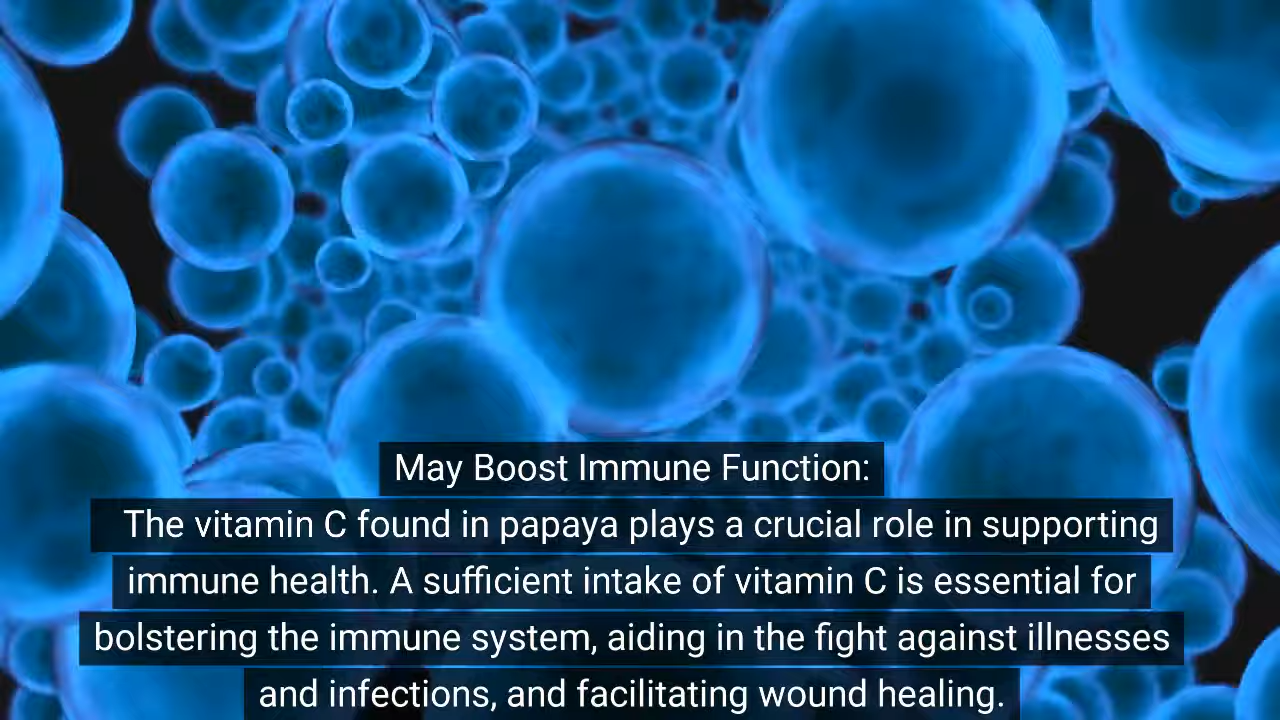 May Boost Immune Function:
The vitamin C found in papaya plays a crucial role in supporting
immune health. A sufficient intake of vitamin C is essential for
bolstering the immune system, aiding in the fight against illnesses
and infections, and facilitating wound healing.